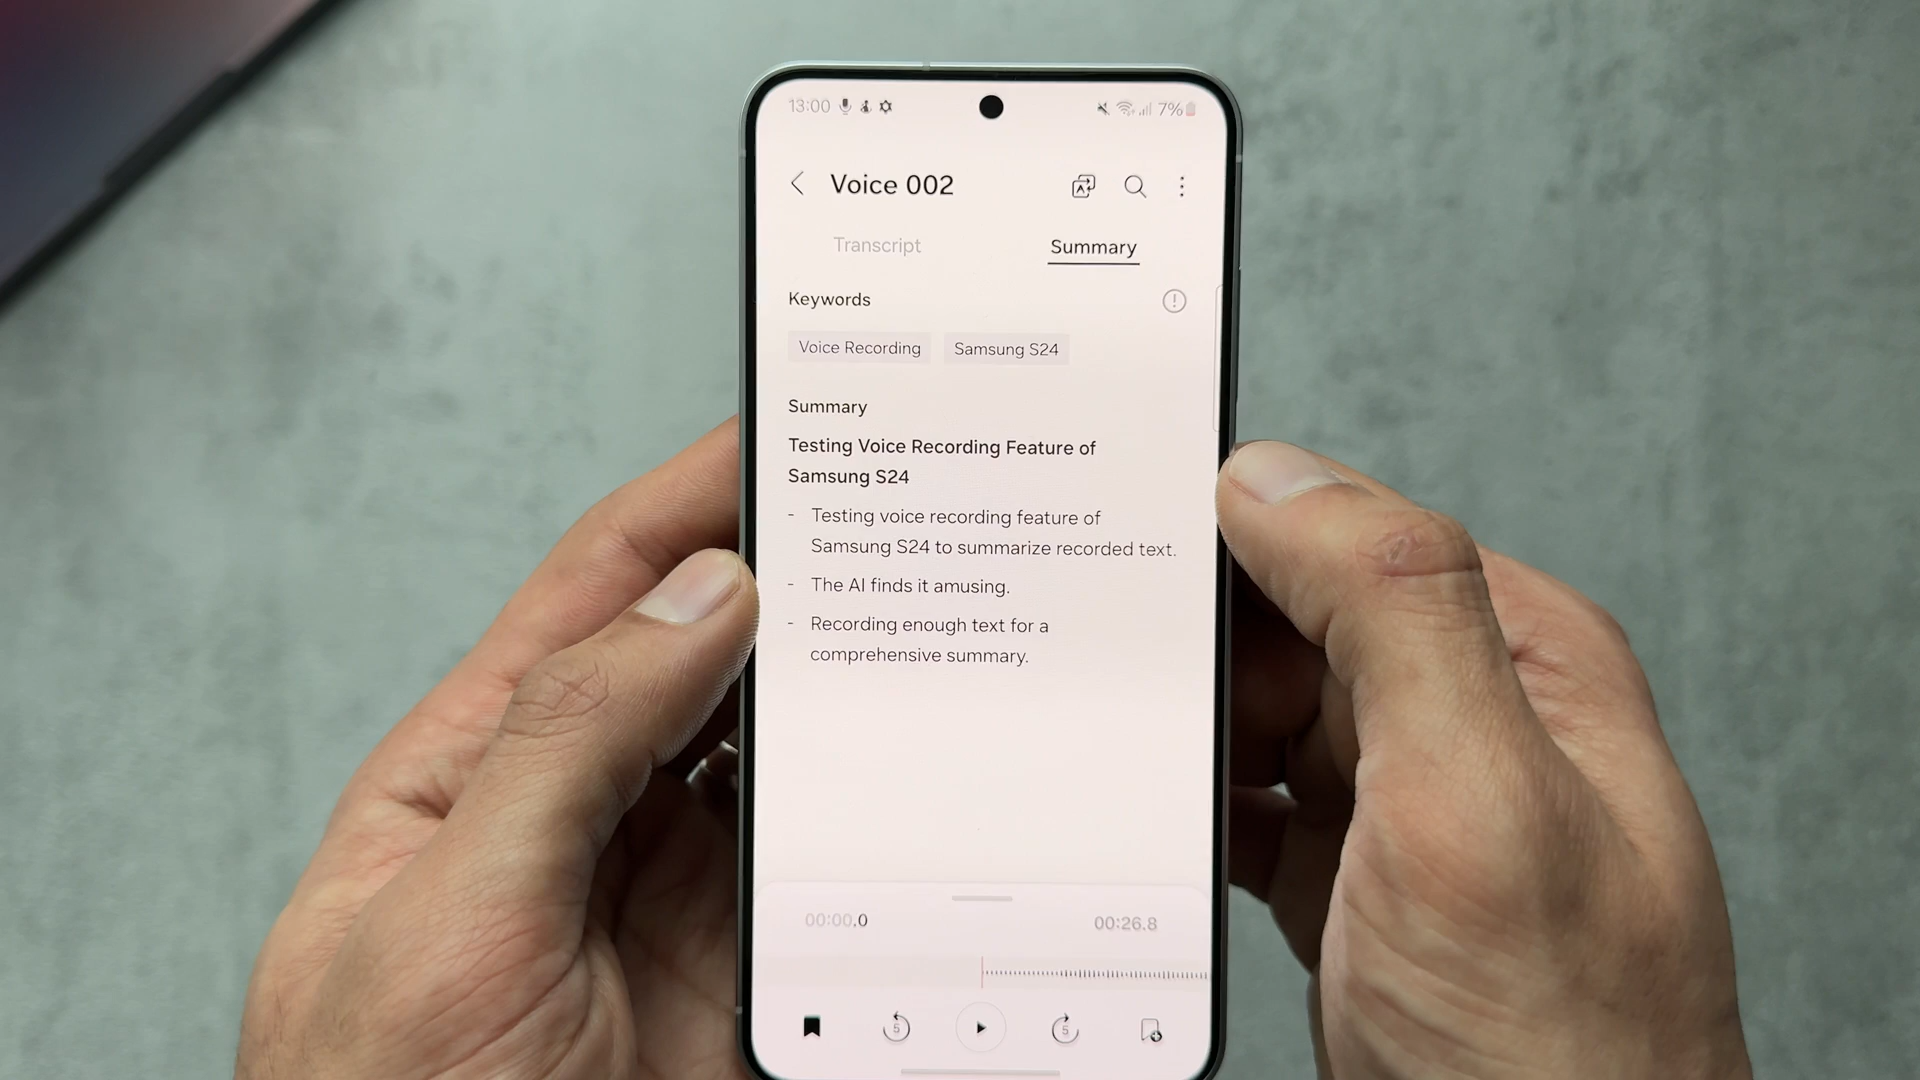 13:00 7%
Voice 002
Transcript Summary
Keywords
Voice Recording Samsung S24
Summary
Testing Voice Recording Feature of
Samsung S24
- Testing voice recording feature of
Samsung S24 to summarize recorded text.
- The AI finds it amusing.
- Recording enough text for a
comprehensive summary.
00:00.0 00:26.8
5 5